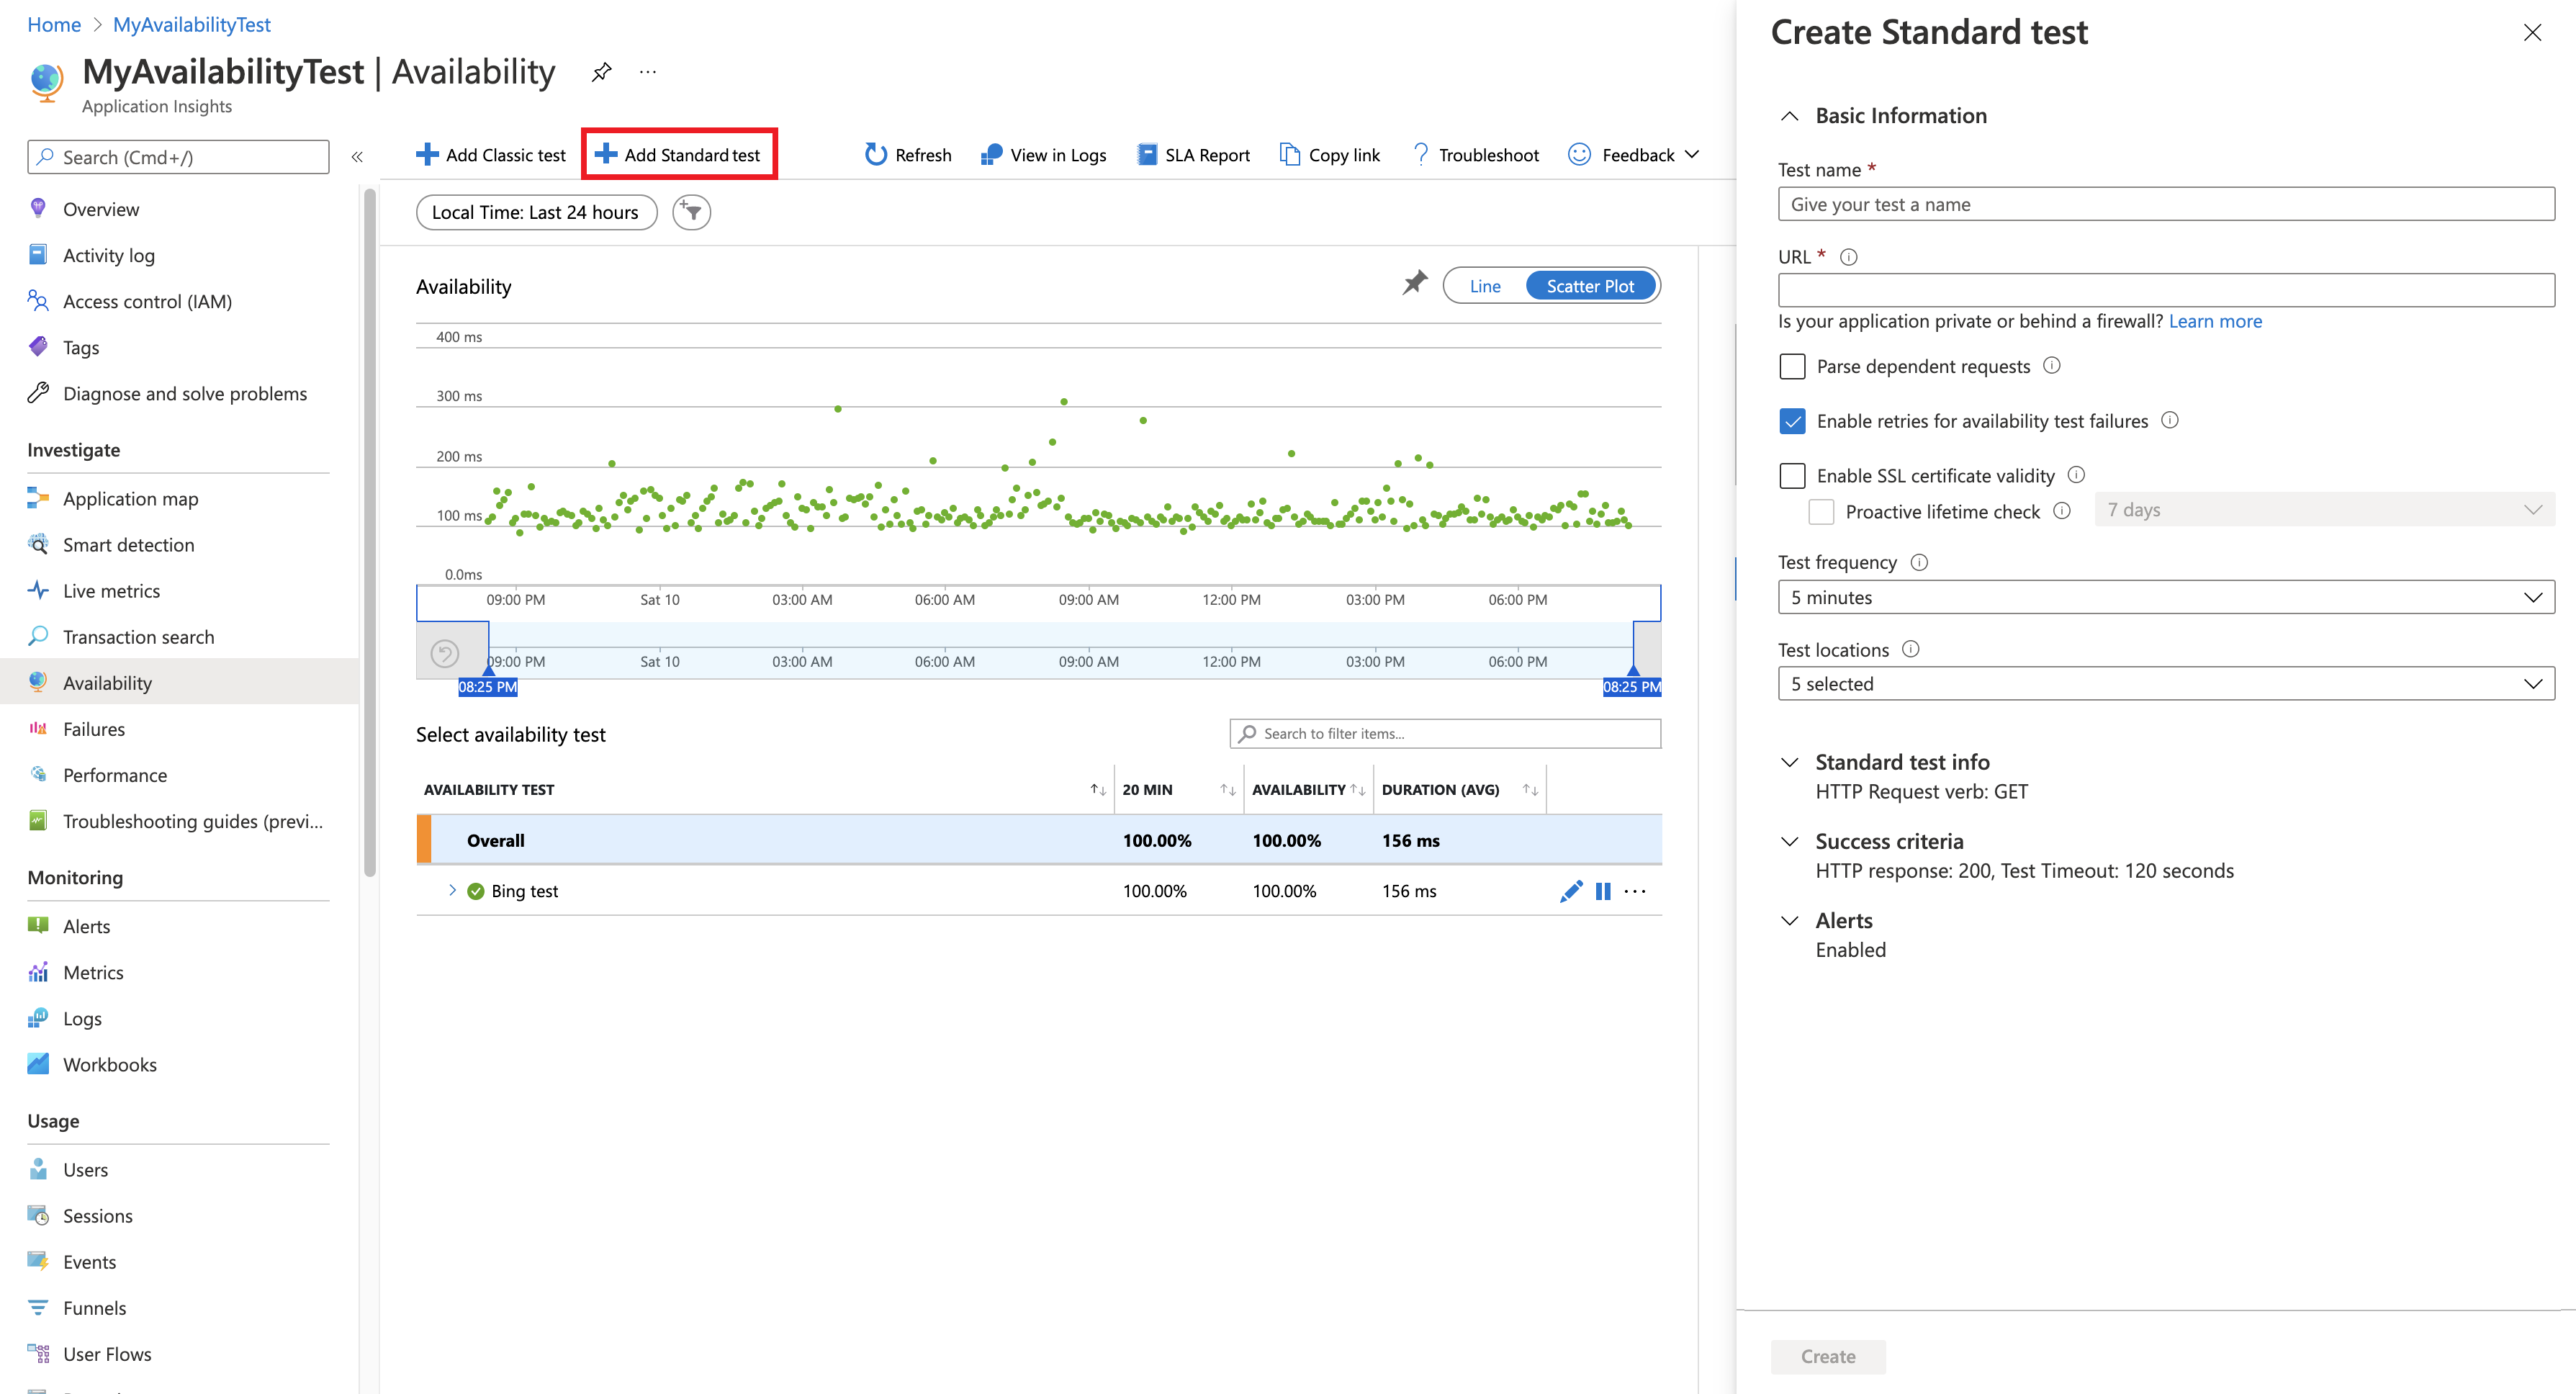 Home > MyAvailabilityTest
MyAvailabilityTest | Availability
Application Insights
Search (Cmd+/)
Overview
Activity log
Access control (IAM)
Tags
Diagnose and solve problems
Investigate
Application map
Smart detection
Live metrics
Transaction search
Availability
Failures
Performance
Troubleshooting guides (previ...
Monitoring
Alerts
Metrics
Logs
Workbooks
Usage
Users
Sessions
Events
Funnels
User Flows
Add Classic test
Add Standard test
Refresh
View in Logs
SLA Report
Copy link
Troubleshoot
Feedback
Local Time: Last 24 hours
Availability
Line
Scatter Plot
400 ms
300 ms
200 ms
100 ms
0.0ms
09:00 PM Sat 10 03:00 AM 06:00 AM 09:00 AM 12:00 PM 03:00 PM 06:00 PM
09:00 PM Sat 10 03:00 AM 06:00 AM 09:00 AM 12:00 PM 03:00 PM 06:00 PM
08:25 PM 08:25 PM
Select availability test
Search to filter items...
AVAILABILITY TEST 20 MIN AVAILABILITY DURATION (AVG)
Overall 100.00% 100.00% 156 ms
Bing test 100.00% 100.00% 156 ms
Create Standard test
Basic Information
Test name *
Give your test a name
URL *
Is your application private or behind a firewall? Learn more
Parse dependent requests
Enable retries for availability test failures
Enable SSL certificate validity
Proactive lifetime check
7 days
Test frequency
5 minutes
Test locations
5 selected
Standard test info
HTTP Request verb: GET
Success criteria
HTTP response: 200, Test Timeout: 120 seconds
Alerts
Enabled
Create